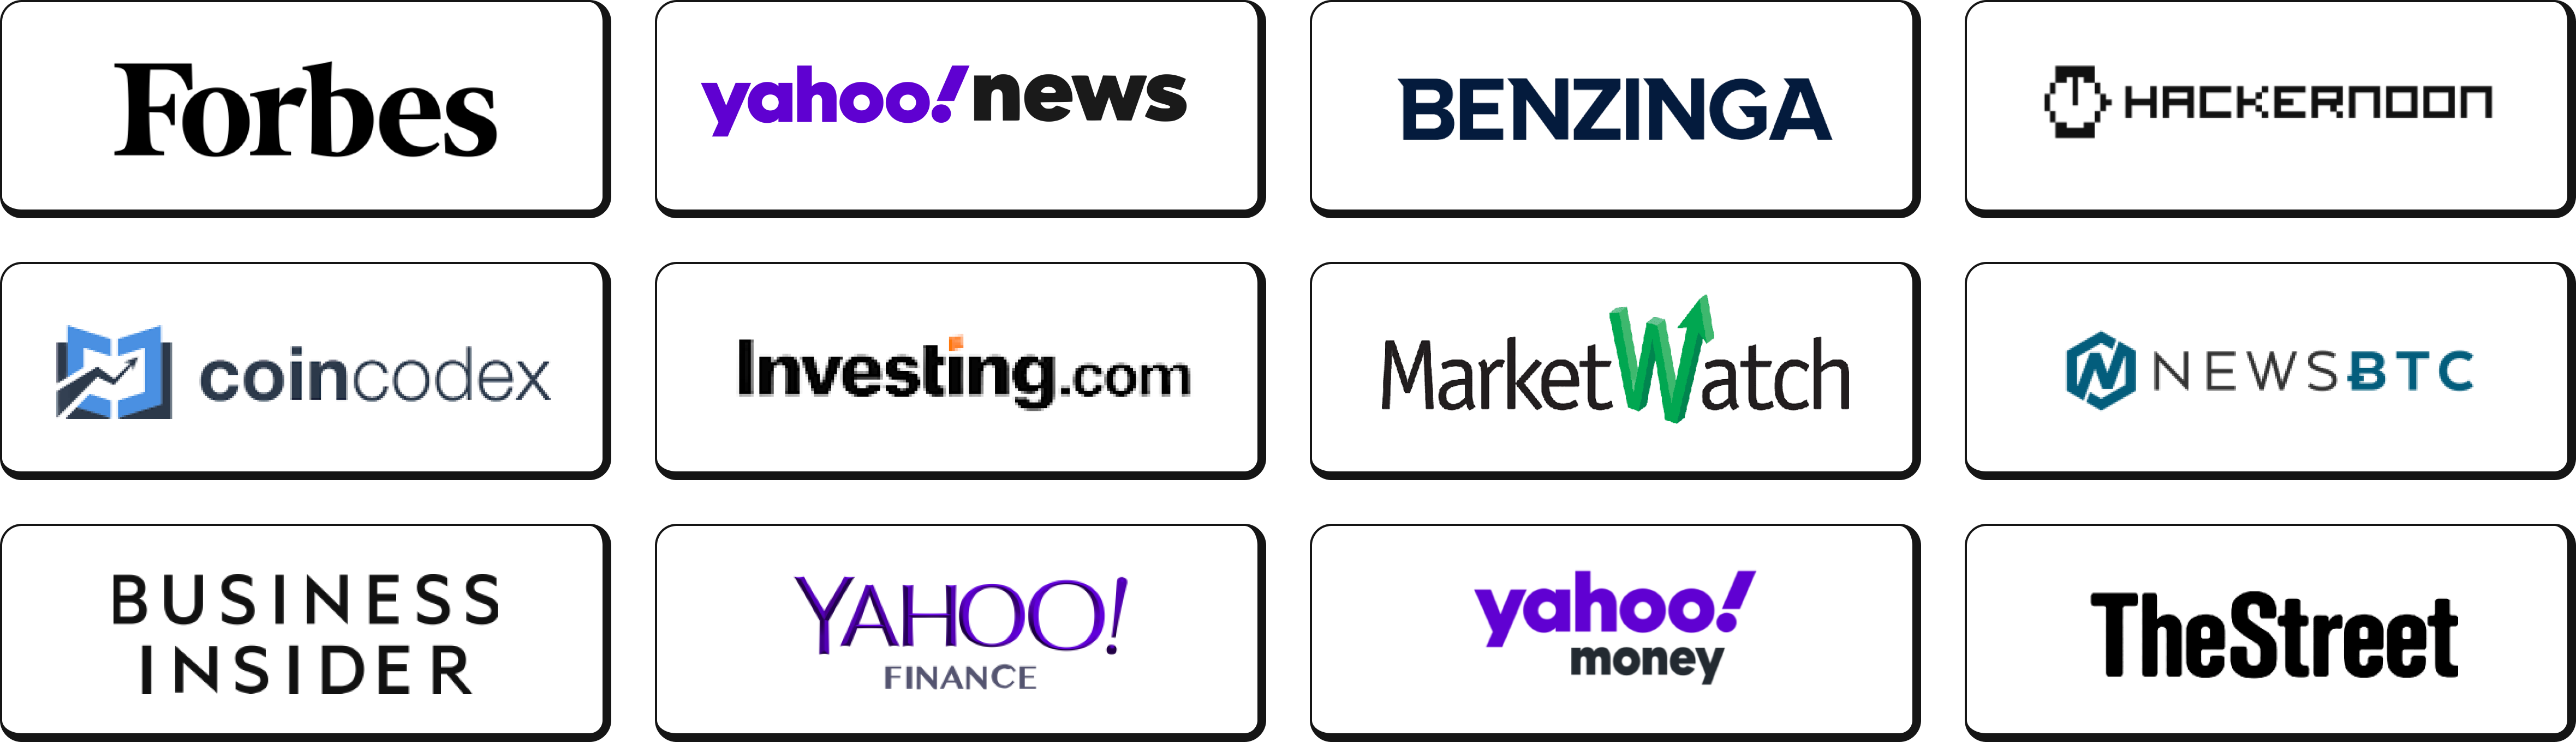 Forbes
yahoo!news
BENZINGA
HACKERNOON
coincodex
Investing.com
MarketWatch
NEWSBTC
BUSINESS
INSIDER
YAHOO!
FINANCE
yahoo!
money
TheStreet